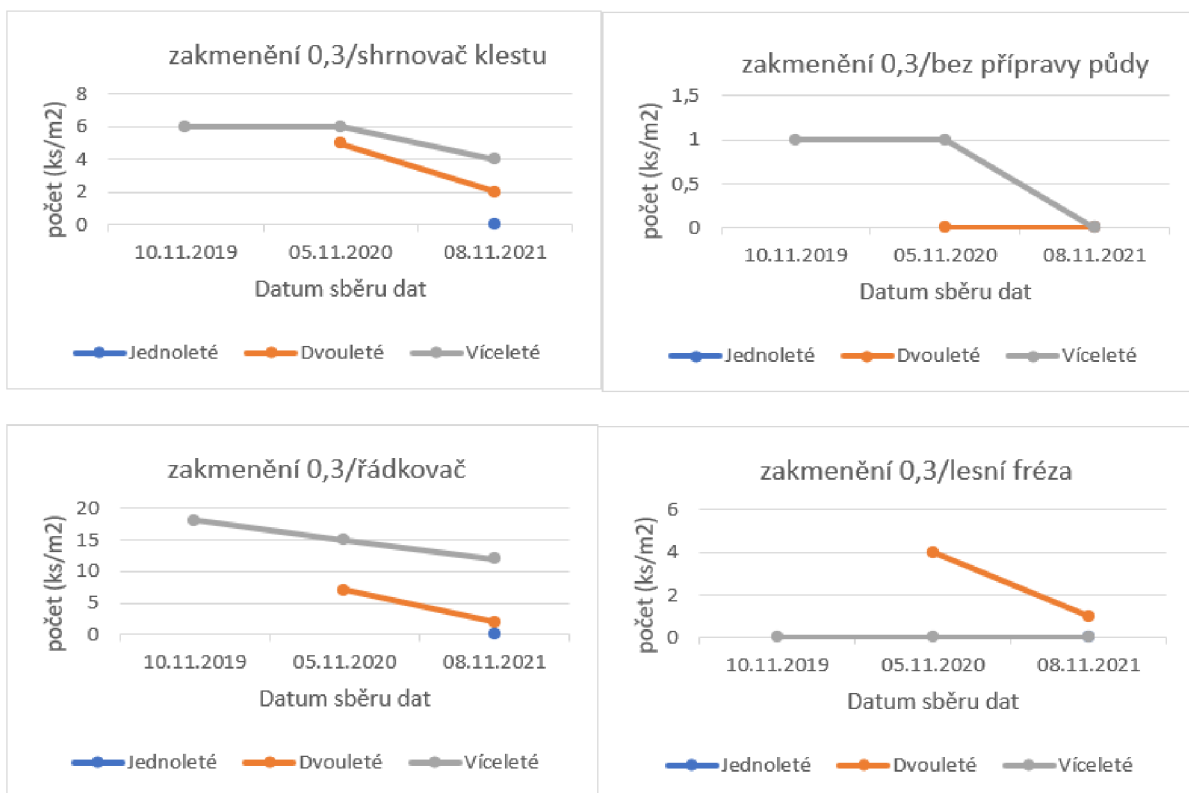 zakmenění 0,3/shrnovač klestu
počet (ks/m2)
8
6
4
2
0
10.11.2019 05.11.2020 08.11.2021
Datum sběru dat
Jednoleté Dvouleté Víceleté
zakmenění 0,3/bez přípravy půdy
počet (ks/m2)
1,5
1
0,5
0
10.11.2019 05.11.2020 08.11.2021
Datum sběru dat
Jednoleté Dvouleté Víceleté
zakmenění 0,3/řádkovač
počet (ks/m2)
20
15
10
5
0
10.11.2019 05.11.2020 08.11.2021
Datum sběru dat
Jednoleté Dvouleté Víceleté
zakmenění 0,3/lesní fréza
počet (ks/m2)
6
4
2
0
10.11.2019 05.11.2020 08.11.2021
Datum sběru dat
Jednoleté Dvouleté Víceleté